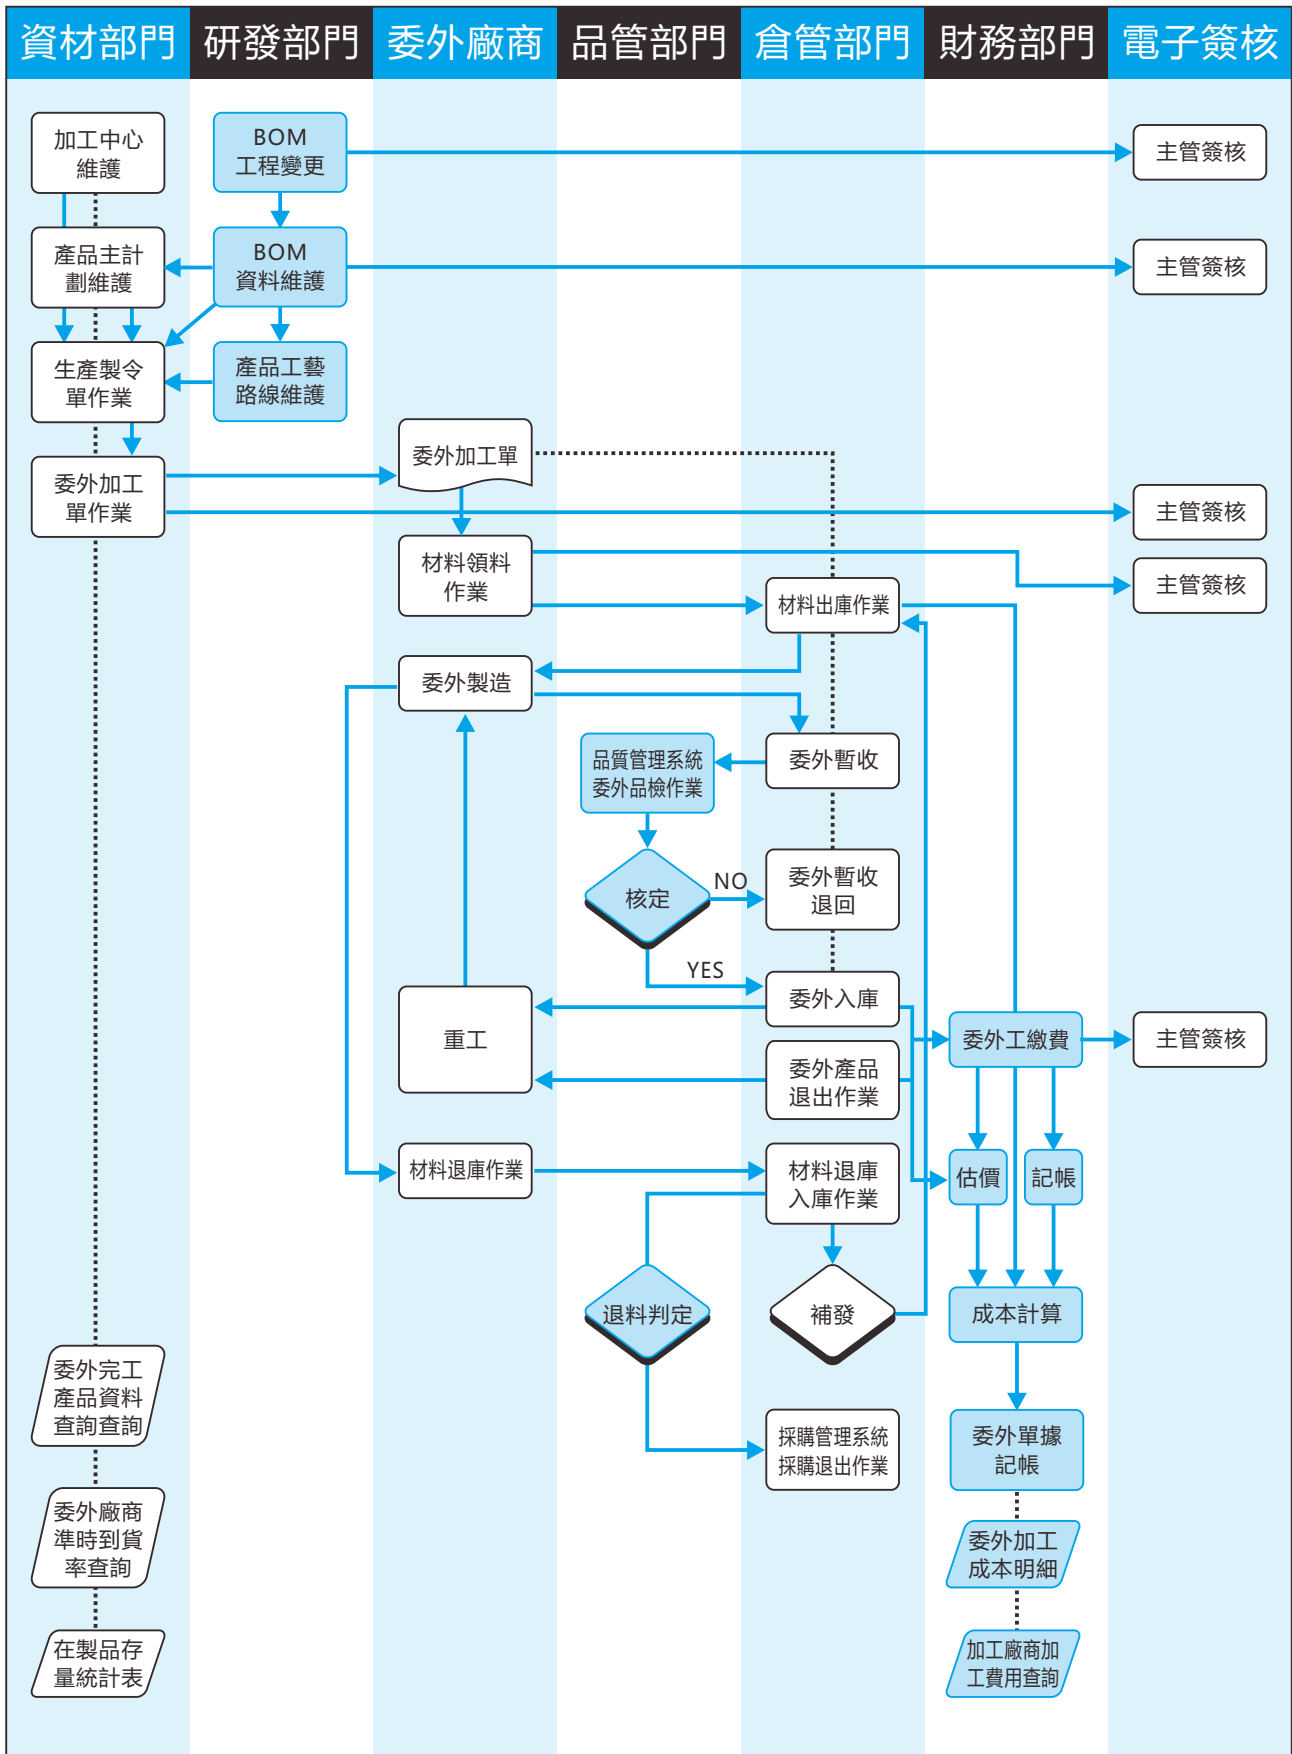 資材部門 研發部門 委外廠商 品管部門 倉管部門 財務部門 電子簽核
加工中心
維護
BOM
工程變更
主管簽核
產品主計
劃維護
BOM
資料維護
主管簽核
生產製令
單作業
產品工藝
路線維護
委外加工
單作業
委外加工單
主管簽核
材料領料
作業
主管簽核
材料出庫作業
委外製造
品質管理系統
委外品檢作業
委外暫收
核定
NO
委外暫收
退回
YES
委外入庫
重工
委外工繳費
主管簽核
委外產品
退出作業
材料退庫作業
材料退庫
入庫作業
估價
記帳
退料判定
補發
成本計算
委外完工
產品資料
查詢查詢
採購管理系統
採購退出作業
委外單據
記帳
委外廠商
準時到貨
率查詢
委外加工
成本明細
在製品存
量統計表
加工廠商加
工費用查詢